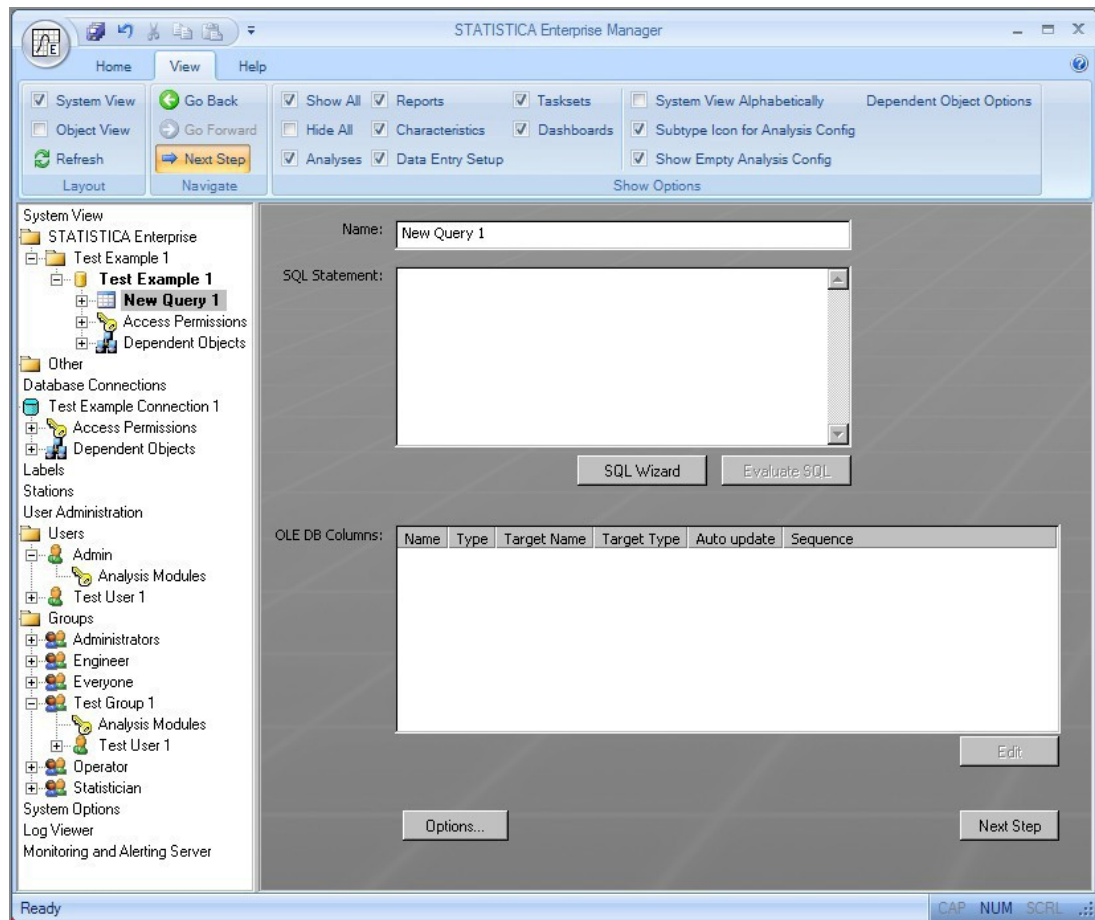 STATISTICA Enterprise Manager
Home View Help
System View Go Back Show All Reports Tasksets System View Alphabetically Dependent Object Options
Object View Go Forward Hide All Characteristics Dashboards Subtype Icon for Analysis Config
Refresh Next Step Analyses Data Entry Setup Show Empty Analysis Config
Layout Navigate Show Options
System View
STATISTICA Enterprise
Test Example 1
Test Example 1
New Query 1
Access Permissions
Dependent Objects
Other
Database Connections
Test Example Connection 1
Access Permissions
Dependent Objects
Labels
Stations
User Administration
Users
Admin
Analysis Modules
Test User 1
Groups
Administrators
Engineer
Everyone
Test Group 1
Analysis Modules
Test User 1
Operator
Statistician
System Options
Log Viewer
Monitoring and Alerting Server
Name: New Query 1
SQL Statement:
SQL Wizard Evaluate SQL
OLE DB Columns: Name Type Target Name Target Type Auto update Sequence
Edit
Options... Next Step
Ready CAP NUM SCRL